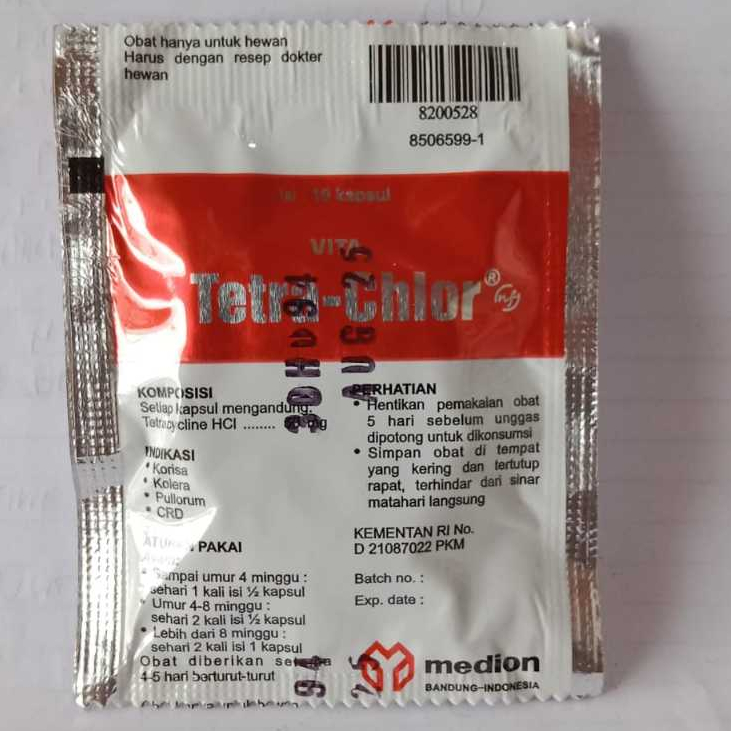 Obat hanya untuk hewan
Harus dengan resep dokter
hewan
8200528
8506599-1
Isi 10 kapsul
VITA
Tetra-Chlor®
KOMPOSISI
Setiap kapsul mengandung:
Tetracycline HCl ........ mg
INDIKASI
• Korisa
• Kolera
• Pullorum
• CRD
ATURAN PAKAI
• Sampai umur 4 minggu :
sehari 1 kali isi ½ kapsul
• Umur 4-8 minggu :
sehari 2 kali isi ½ kapsul
• Lebih dari 8 minggu :
sehari 2 kali isi 1 kapsul
Obat diberikan selama
4-5 hari berturut-turut
PERHATIAN
• Hentikan pemakaian obat
5 hari sebelum unggas
dipotong untuk dikonsumsi
• Simpan obat di tempat
yang kering dan tertutup
rapat, terhindar dari sinar
matahari langsung
KEMENTAN RI No.
D 21087022 PKM
Batch no. :
Exp. date :
medion
BANDUNG-INDONESIA